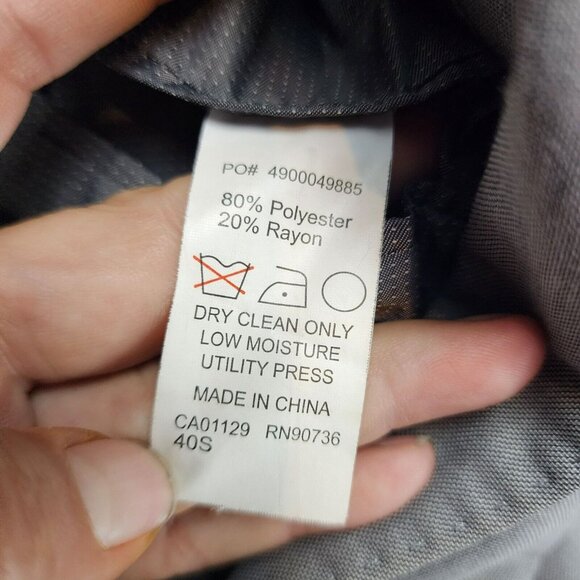 PO# 4900049885
80% Polyester
20% Rayon
DRY CLEAN ONLY
LOW MOISTURE
UTILITY PRESS
MADE IN CHINA
CA01129 RN90736
40S